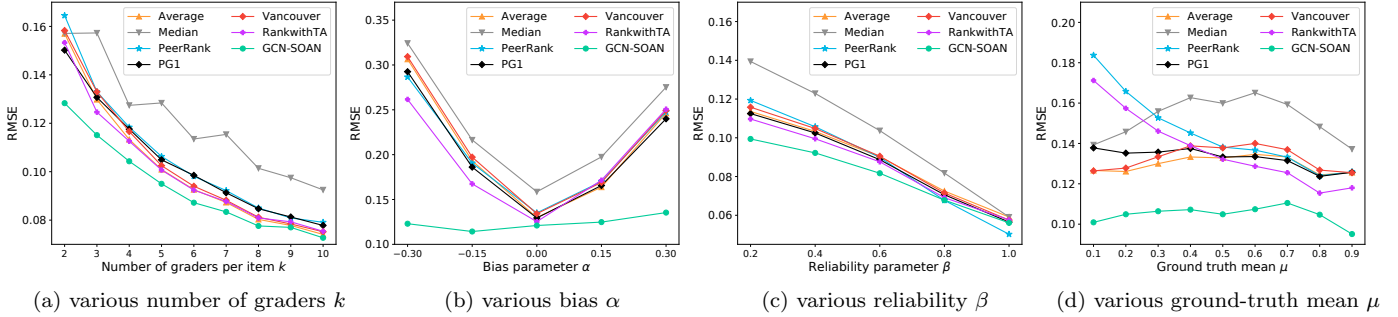 RMSE
0.16
0.14
0.12
0.10
0.08
Average
Median
PeerRank
PG1
Vancouver
RankwithTA
GCN-SOAN
2 3 4 5 6 7 8 9 10
Number of graders per item k
(a) various number of graders k
RMSE
0.35
0.30
0.25
0.20
0.15
0.10
Average
Median
PeerRank
PG1
Vancouver
RankwithTA
GCN-SOAN
−0.30 −0.15 0.00 0.15 0.30
Bias parameter α
(b) various bias α
RMSE
0.16
0.14
0.12
0.10
0.08
0.06
Average
Median
PeerRank
PG1
Vancouver
RankwithTA
GCN-SOAN
0.2 0.4 0.6 0.8 1.0
Reliability parameter β
(c) various reliability β
RMSE
0.20
0.18
0.16
0.14
0.12
0.10
Average
Median
PeerRank
PG1
Vancouver
RankwithTA
GCN-SOAN
0.1 0.2 0.3 0.4 0.5 0.6 0.7 0.8 0.9
Ground truth mean μ
(d) various ground-truth mean μ